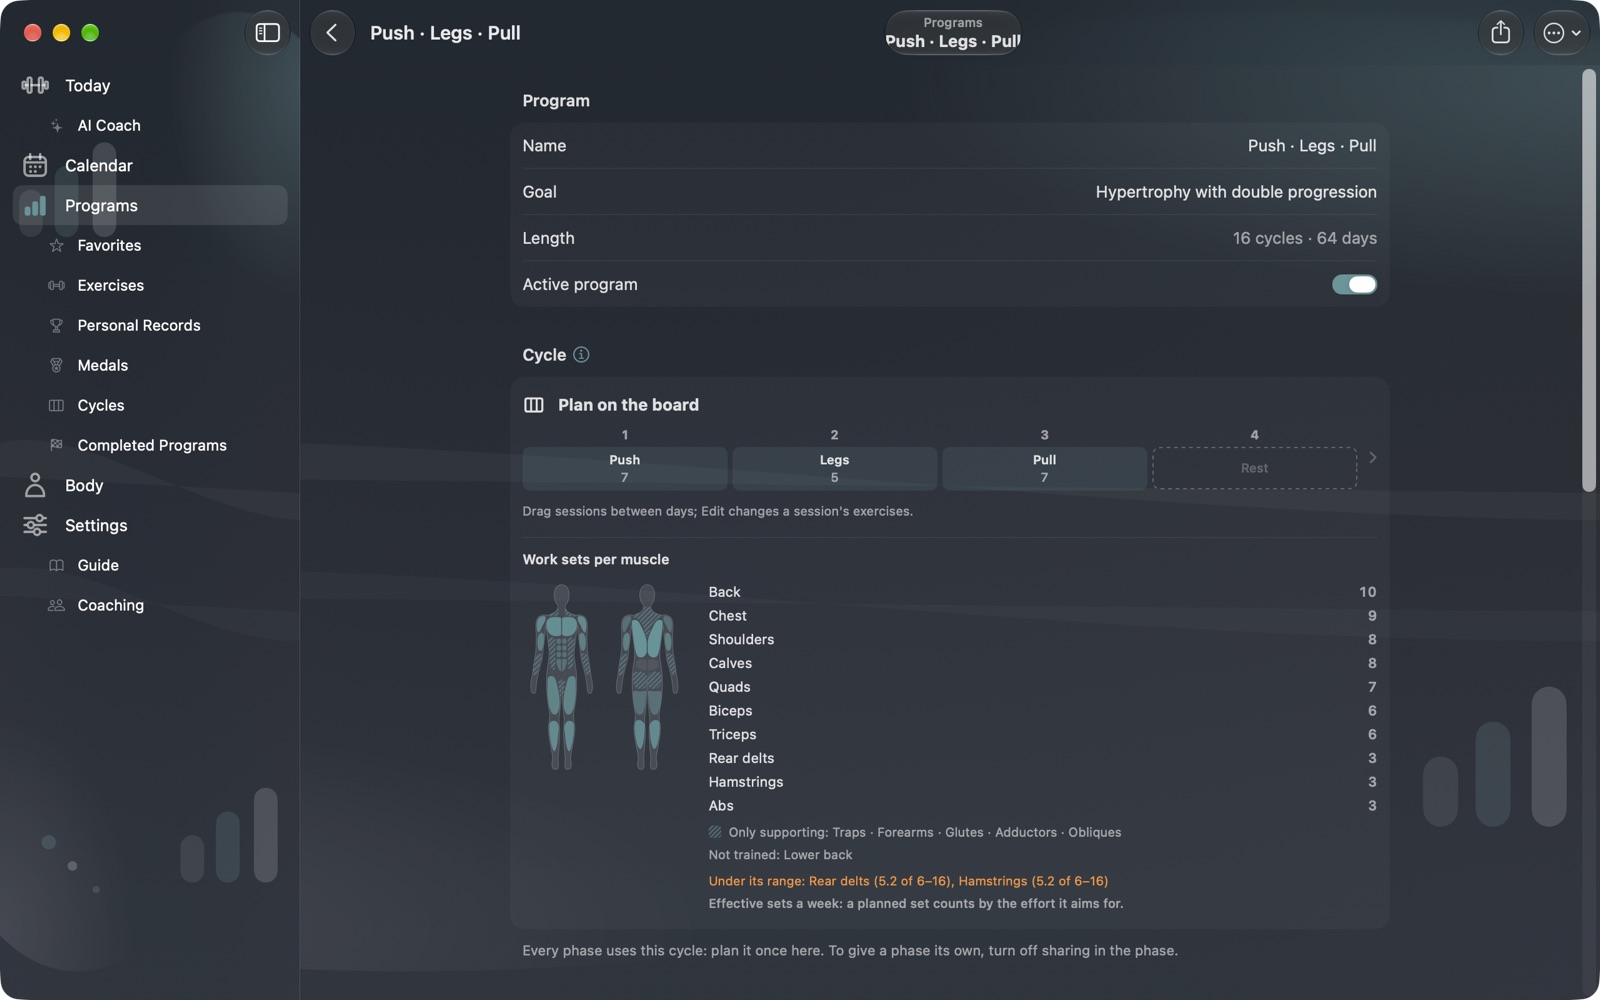 Today
AI Coach
Calendar
Programs
Favorites
Exercises
Personal Records
Medals
Cycles
Completed Programs
Body
Settings
Guide
Coaching
Push · Legs · Pull
Programs
Push · Legs · Pull
Program
Name Push · Legs · Pull
Goal Hypertrophy with double progression
Length 16 cycles · 64 days
Active program
Cycle
Plan on the board
1 2 3 4
Push Legs Pull Rest
7 5 7
Drag sessions between days; Edit changes a session's exercises.
Work sets per muscle
Back 10
Chest 9
Shoulders 8
Calves 8
Quads 7
Biceps 6
Triceps 6
Rear delts 3
Hamstrings 3
Abs 3
Only supporting: Traps · Forearms · Glutes · Adductors · Obliques
Not trained: Lower back
Under its range: Rear delts (5.2 of 6–16), Hamstrings (5.2 of 6–16)
Effective sets a week: a planned set counts by the effort it aims for.
Every phase uses this cycle: plan it once here. To give a phase its own, turn off sharing in the phase.